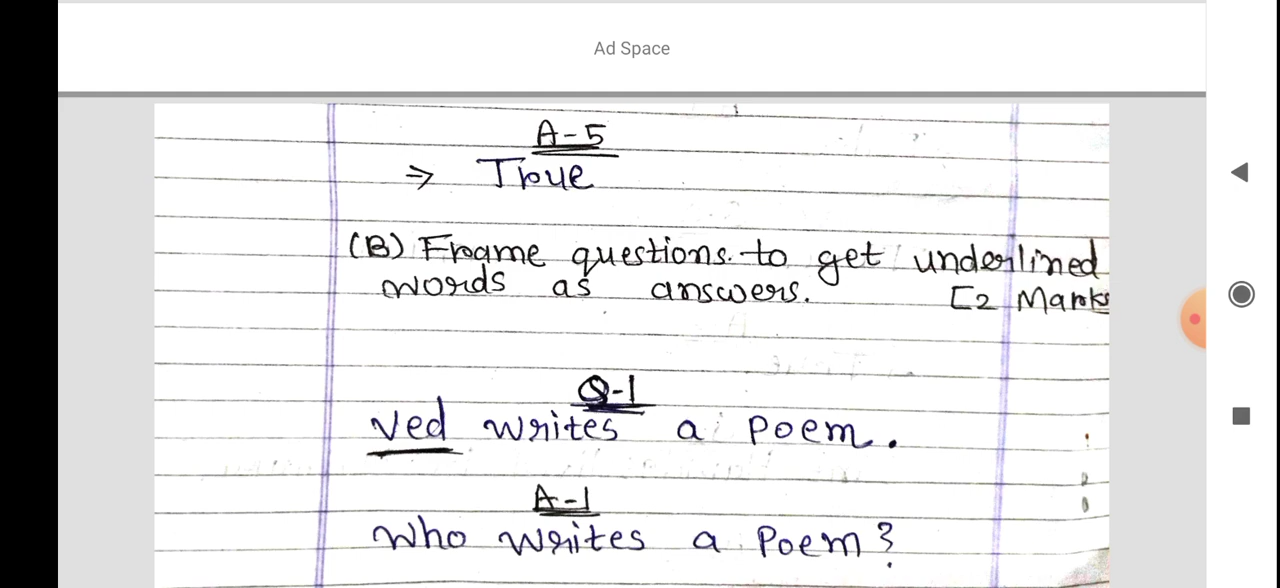 Ad Space
A-5
⇒ True
(B) Frame questions. to get underlined
words as answers. [2 Marks
Q-1
Ved writes a poem.
A-1
Who writes a Poem?